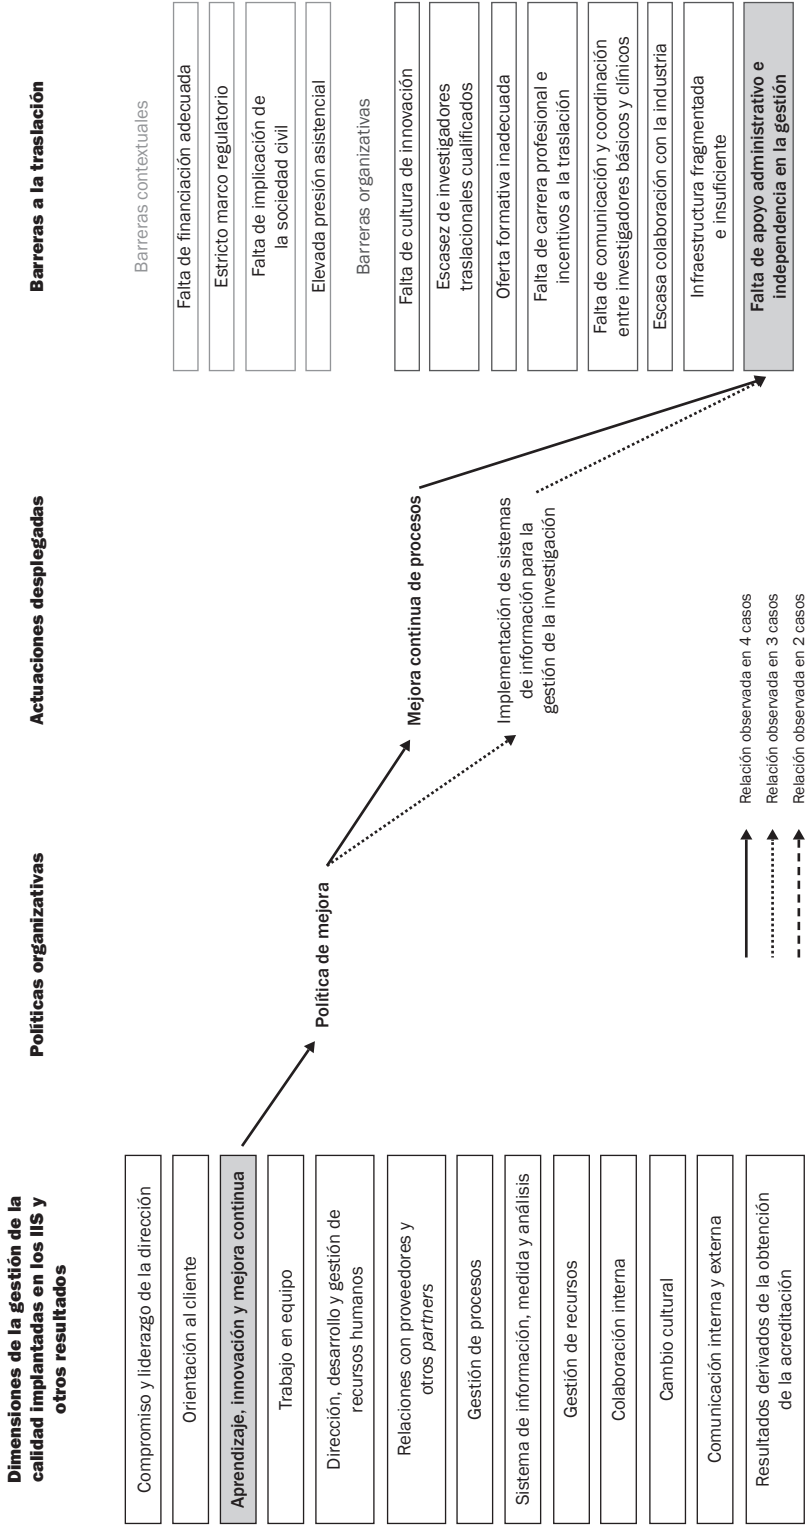 Dimensiones de la gestión de la
calidad implantadas en los IIS y
otros resultados
Compromiso y liderazgo de la dirección
Orientación al cliente
Aprendizaje, innovación y mejora continua
Trabajo en equipo
Dirección, desarrollo y gestión de
recursos humanos
Relaciones con proveedores y
otros partners
Gestión de procesos
Sistema de información, medida y análisis
Gestión de recursos
Colaboración interna
Cambio cultural
Comunicación interna y externa
Resultados derivados de la obtención
de la acreditación
Políticas organizativas
Política de mejora
Actuaciones desplegadas
Mejora continua de procesos
Implementación de sistemas
de información para la
gestión de la investigación
Relación observada en 4 casos
Relación observada en 3 casos
Relación observada en 2 casos
Barreras a la traslación
Barreras contextuales
Falta de financiación adecuada
Estricto marco regulatorio
Falta de implicación de
la sociedad civil
Elevada presión asistencial
Barreras organizativas
Falta de cultura de innovación
Escasez de investigadores
traslacionales cualificados
Oferta formativa inadecuada
Falta de carrera profesional e
incentivos a la traslación
Falta de comunicación y coordinación
entre investigadores básicos y clínicos
Escasa colaboración con la industria
Infraestructura fragmentada
e insuficiente
Falta de apoyo administrativo e
independencia en la gestión